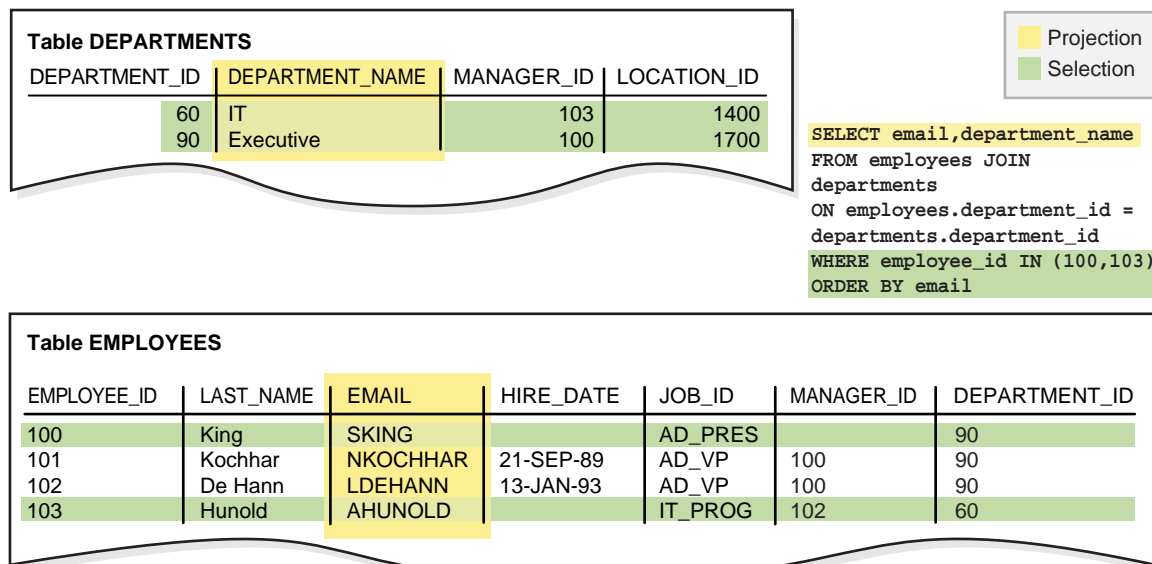 Table DEPARTMENTS
DEPARTMENT_ID DEPARTMENT_NAME MANAGER_ID LOCATION_ID
60 IT 103 1400
90 Executive 100 1700
Projection
Selection
SELECT email,department_name
FROM employees JOIN
departments
ON employees.department_id =
departments.department_id
WHERE employee_id IN (100,103)
ORDER BY email
Table EMPLOYEES
EMPLOYEE_ID LAST_NAME EMAIL HIRE_DATE JOB_ID MANAGER_ID DEPARTMENT_ID
100 King SKING AD_PRES 90
101 Kochhar NKOCHHAR 21-SEP-89 AD_VP 100 90
102 De Hann LDEHANN 13-JAN-93 AD_VP 100 90
103 Hunold AHUNOLD IT_PROG 102 60